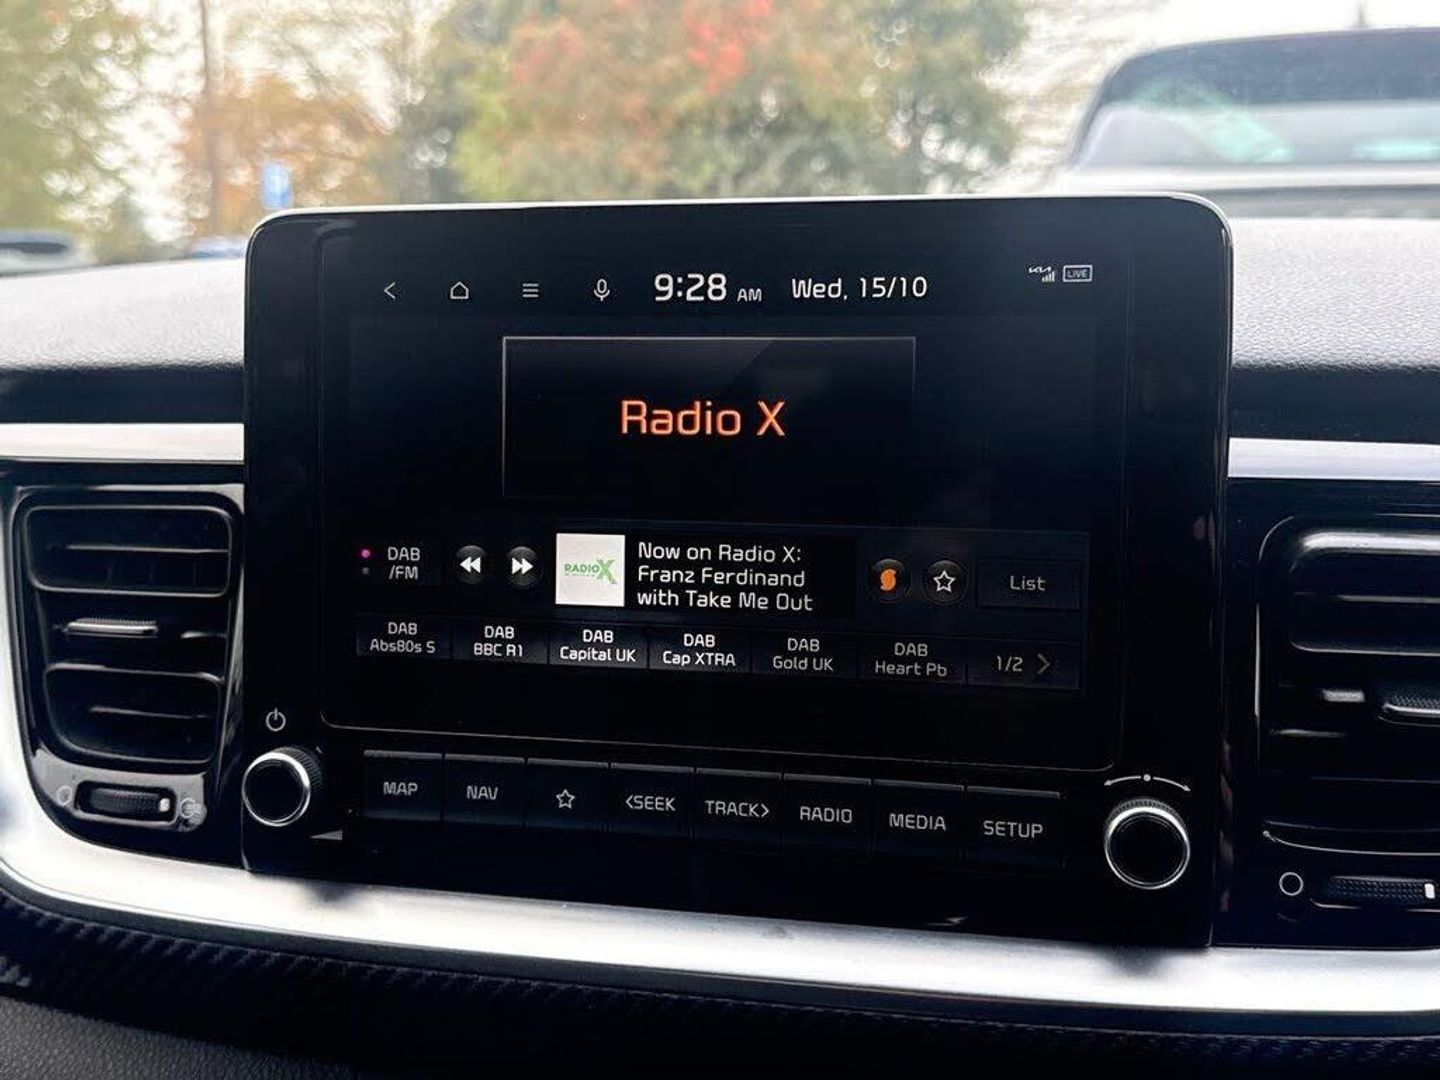 9:28 AM Wed, 15/10
LIVE
Radio X
DAB
/FM
RADIO X
Now on Radio X:
Franz Ferdinand
with Take Me Out
List
DAB
Abs80s S
DAB
BBC R1
DAB
Capital UK
DAB
Cap XTRA
DAB
Gold UK
DAB
Heart Pb
1/2
MAP
NAV
<SEEK
TRACK>
RADIO
MEDIA
SETUP